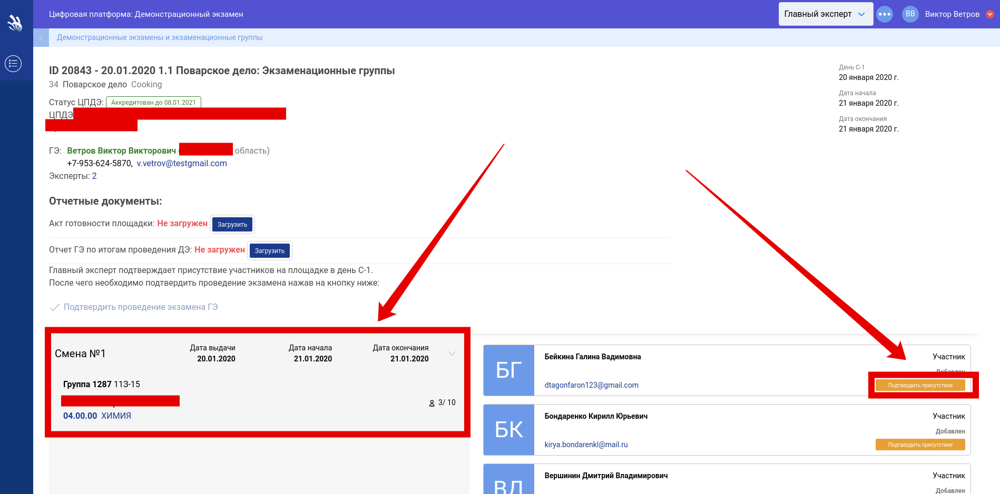 Цифровая платформа: Демонстрационный экзамен
Главный эксперт
ВВ
Виктор Ветров
Демонстрационные экзамены и экзаменационные группы
ID 20843 - 20.01.2020 1.1 Поварское дело: Экзаменационные группы
34 Поварское дело Cooking
Статус ЦПДЭ: Аккредитован до 08.01.2021
ЦПДЭ
День С-1
20 января 2020 г.
Дата начала
21 января 2020 г.
Дата окончания
21 января 2020 г.
ГЭ: Ветров Виктор Викторович ( область)
+7-953-624-5870, v.vetrov@testgmail.com
Эксперты: 2
Отчетные документы:
Акт готовности площадки: Не загружен Загрузить
Отчет ГЭ по итогам проведения ДЭ: Не загружен Загрузить
Главный эксперт подтверждает присутствие участников на площадке в день С-1.
После чего необходимо подтвердить проведение экзамена нажав на кнопку ниже:
Подтвердить проведение экзамена ГЭ
Смена №1
Дата выдачи
20.01.2020
Дата начала
21.01.2020
Дата окончания
21.01.2020
Группа 1287 11З-15
3/ 10
04.00.00 ХИМИЯ
БГ
Бейкина Галина Вадимовна
Участник
Добавлен
dtagonfaron123@gmail.com
Подтвердить присутствие
БК
Бондаренко Кирилл Юрьевич
Участник
Добавлен
kirya.bondarenkl@mail.ru
Подтвердить присутствие
ВД
Вершинин Дмитрий Владимирович
Участник
Добавлен